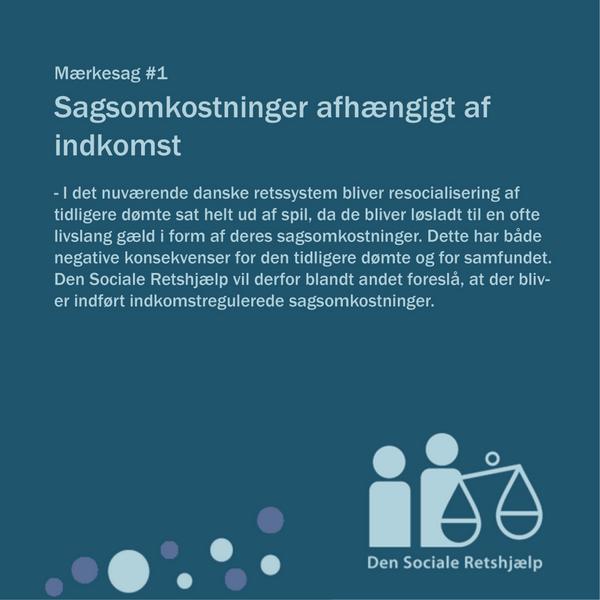 Mærkesag #1
Sagsomkostninger afhængigt af
indkomst
- I det nuværende danske retssystem bliver resocialisering af
tidligere dømte sat helt ud af spil, da de bliver løsladt til en ofte
livslang gæld i form af deres sagsomkostninger. Dette har både
negative konsekvenser for den tidligere dømte og for samfundet.
Den Sociale Retshjælp vil derfor blandt andet foreslå, at der bliv-
er indført indkomstregulerede sagsomkostninger.
Den Sociale Retshjælp